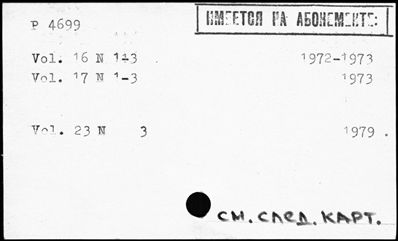 Р 4699
ИМЕЕТСЯ НА АБОНЕМЕНТЕ:
Vol. 16 N 1-3 1972-1973
Vol. 17 N 1-3 1973
Vol. 23 N 3 1979.
СМ. СЛЕД. КАРТ.